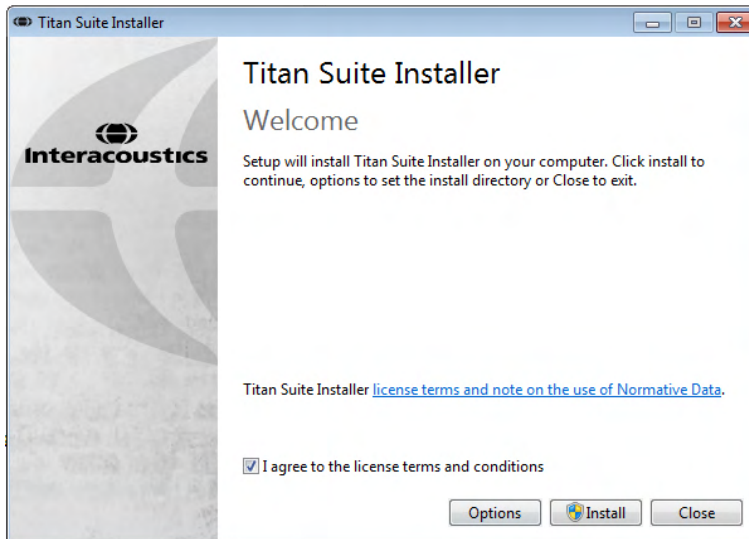 Titan Suite Installer
Titan Suite Installer
Welcome
Interacoustics
Setup will install Titan Suite Installer on your computer. Click install to
continue, options to set the install directory or Close to exit.
Titan Suite Installer license terms and note on the use of Normative Data.
I agree to the license terms and conditions
Options Install Close